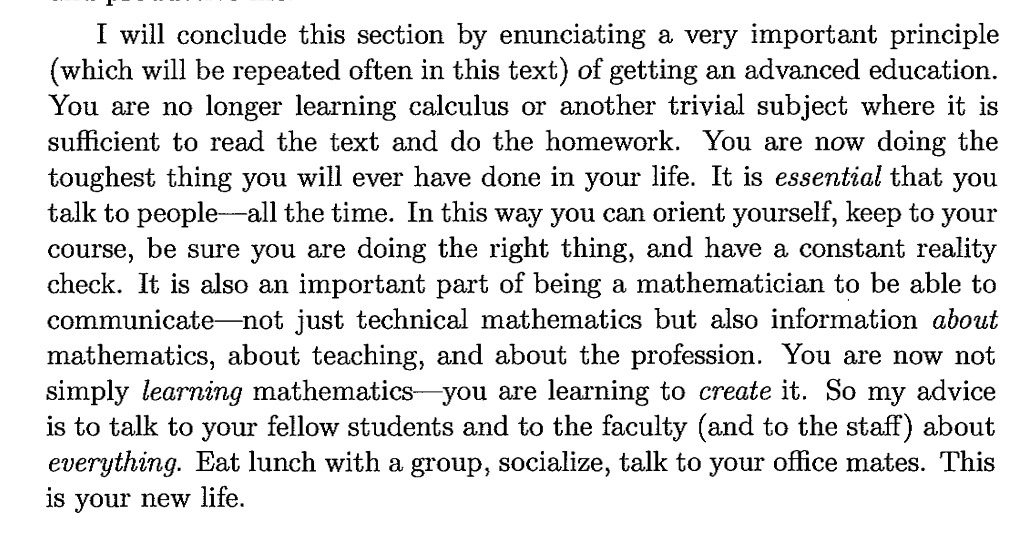 I will conclude this section by enunciating a very important principle
(which will be repeated often in this text) of getting an advanced education.
You are no longer learning calculus or another trivial subject where it is
sufficient to read the text and do the homework. You are now doing the
toughest thing you will ever have done in your life. It is essential that you
talk to people—all the time. In this way you can orient yourself, keep to your
course, be sure you are doing the right thing, and have a constant reality
check. It is also an important part of being a mathematician to be able to
communicate—not just technical mathematics but also information about
mathematics, about teaching, and about the profession. You are now not
simply learning mathematics—you are learning to create it. So my advice
is to talk to your fellow students and to the faculty (and to the staff) about
everything. Eat lunch with a group, socialize, talk to your office mates. This
is your new life.